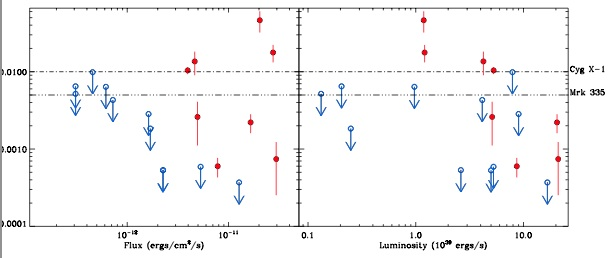 0.0100
Cyg X-1
Mrk 335
0.0010
0.0001
10⁻¹² 10⁻¹¹ 0.1 1.0 10.0
Flux (ergs/cm²/s) Luminosity (10³⁹ ergs/s)